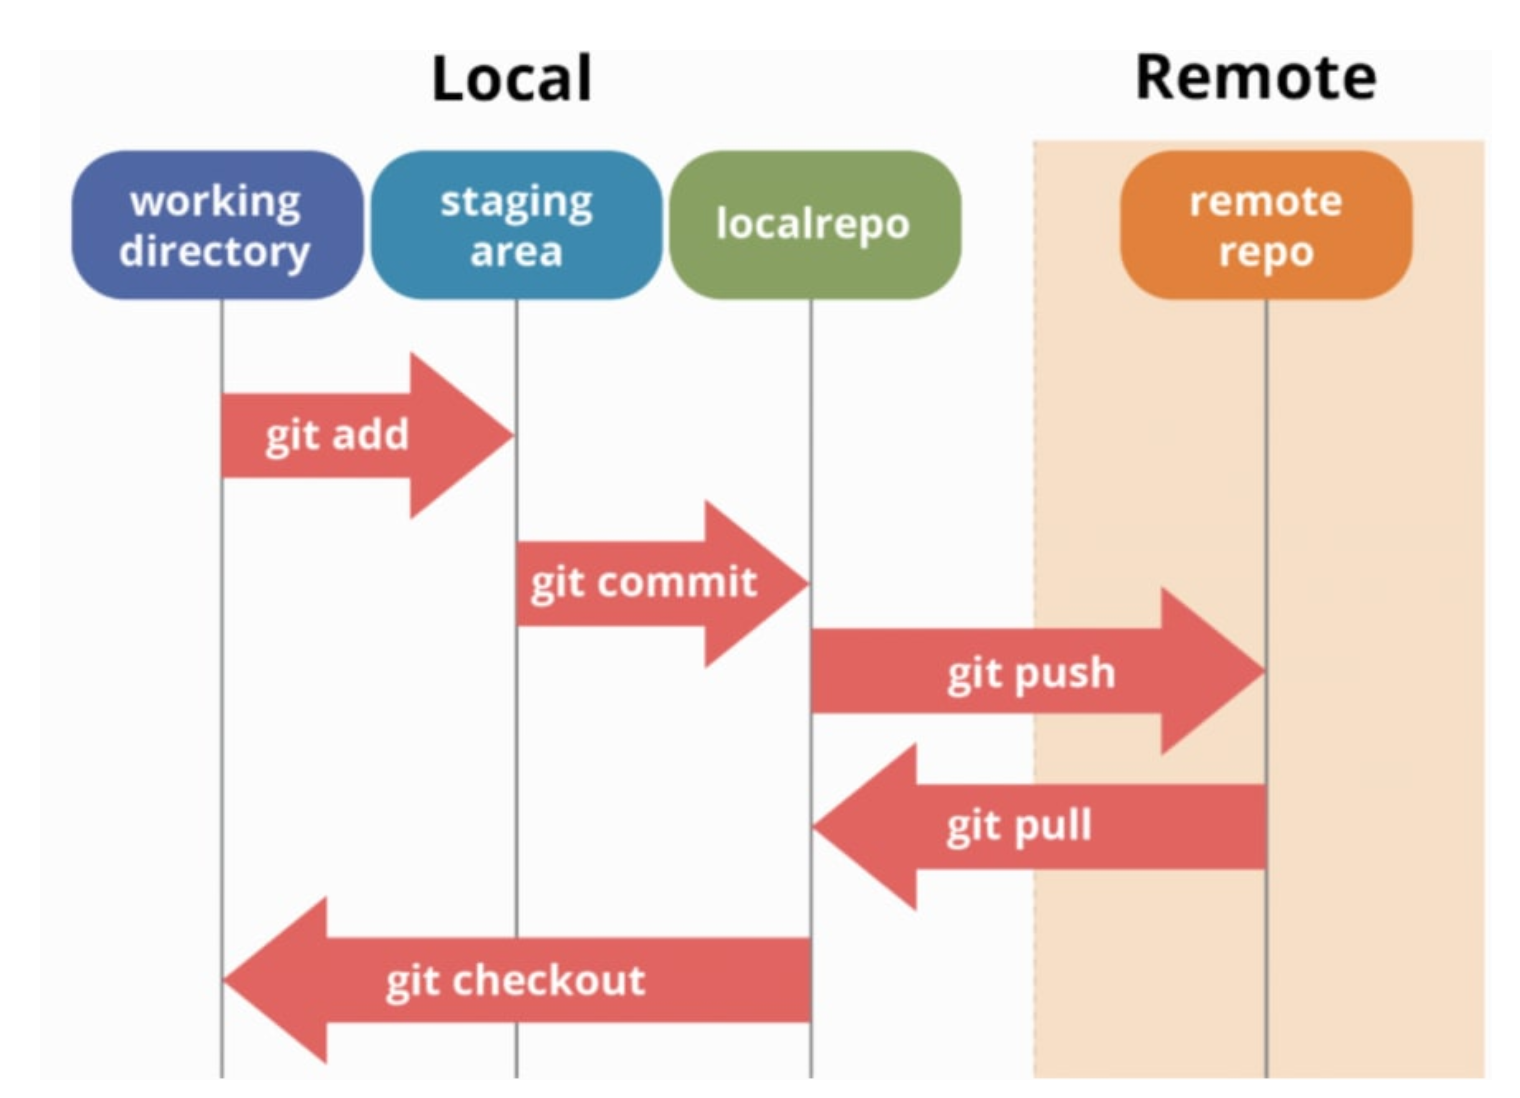 Local
Remote
working
directory
staging
area
localrepo
remote
repo
git add
git commit
git push
git pull
git checkout